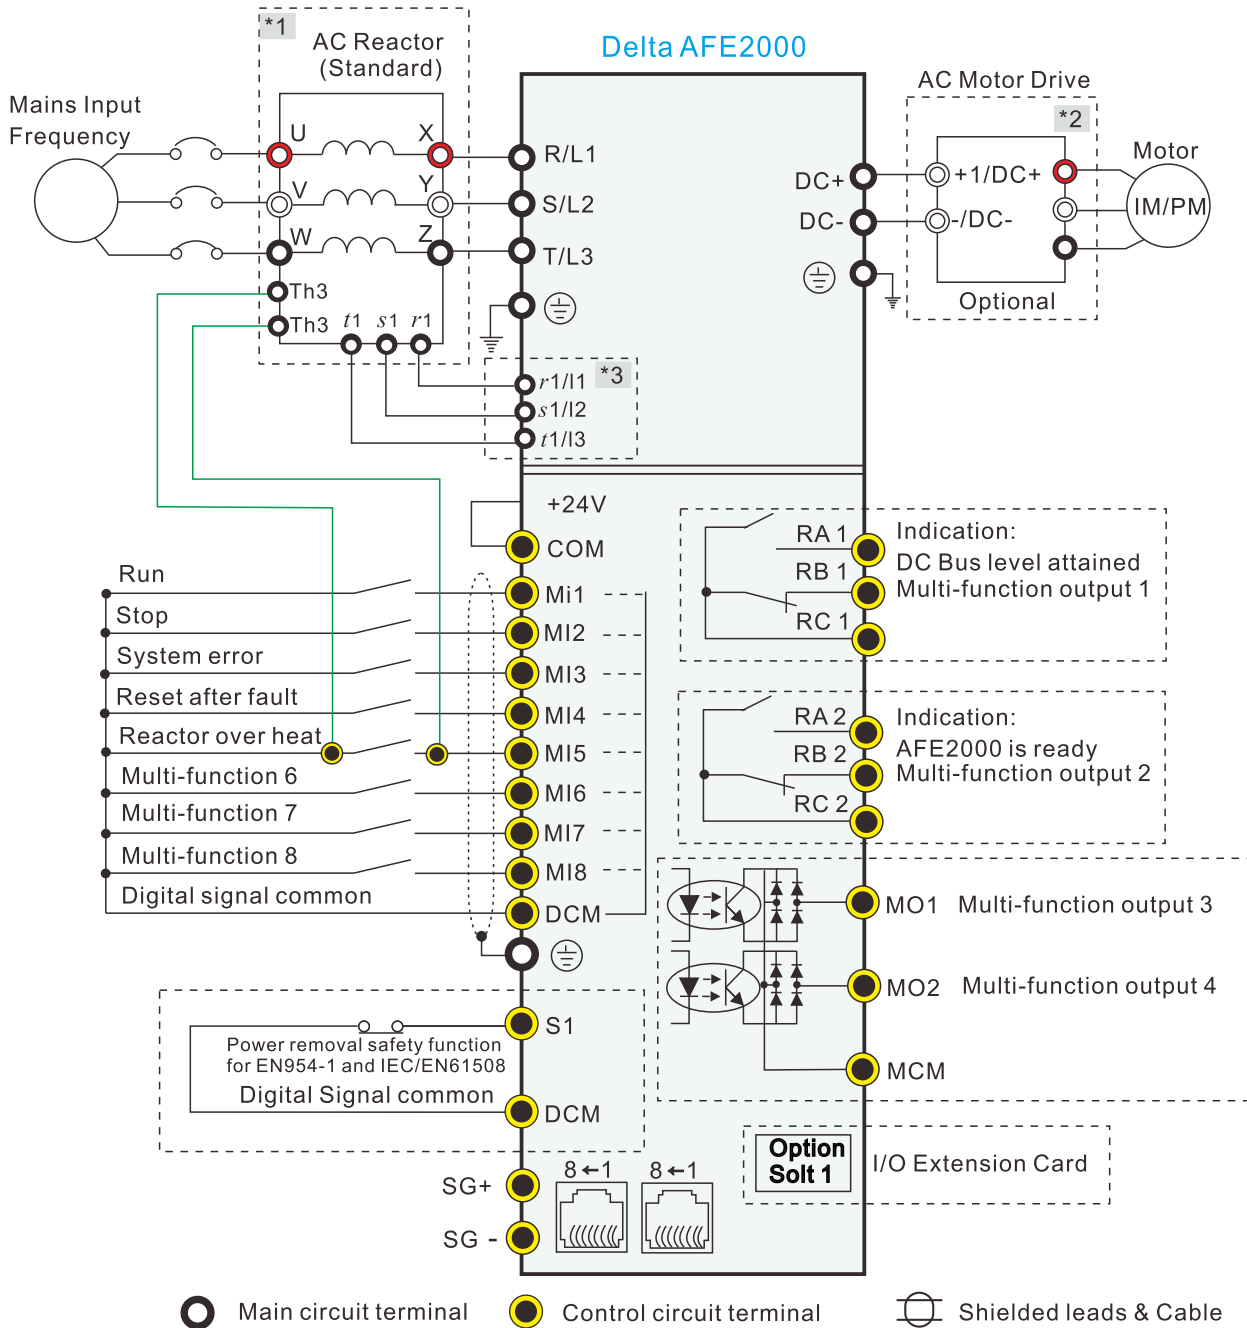 Delta AFE2000
*1
AC Reactor
(Standard)
Mains Input
Frequency
U
X
V
Y
W
Z
Th3
Th3
t1
s1
r1
R/L1
S/L2
T/L3
r1/l1
*3
s1/l2
t1/l3
DC+
DC-
AC Motor Drive
*2
+1/DC+
-/DC-
Optional
Motor
IM/PM
+24V
COM
Run
Mi1
Stop
MI2
System error
MI3
Reset after fault
MI4
Reactor over heat
MI5
Multi-function 6
MI6
Multi-function 7
MI7
Multi-function 8
MI8
Digital signal common
DCM
RA 1
RB 1
RC 1
Indication:
DC Bus level attained
Multi-function output 1
RA 2
RB 2
RC 2
Indication:
AFE2000 is ready
Multi-function output 2
MO1
Multi-function output 3
MO2
Multi-function output 4
MCM
S1
Power removal safety function
for EN954-1 and IEC/EN61508
Digital Signal common
DCM
Option
Solt 1
I/O Extension Card
SG+
SG -
8←1
8←1
Main circuit terminal
Control circuit terminal
Shielded leads & Cable